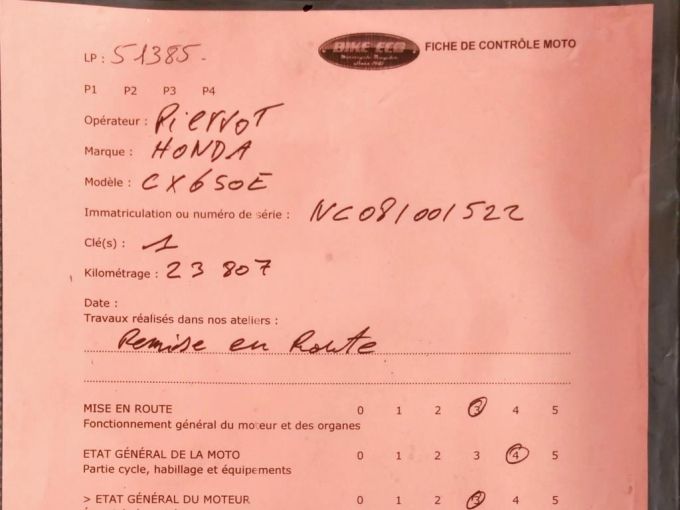 BIKE ECO
FICHE DE CONTRÔLE MOTO
LP : 51385.
P1 P2 P3 P4
Opérateur : Pierrot
Marque : HONDA
Modèle : CX650E
Immatriculation ou numéro de série : NC081001522
Clé(s) : 1
Kilométrage : 23 807
Date :
Travaux réalisés dans nos ateliers :
Remise en Route
MISE EN ROUTE 0 1 2 3 4 5
Fonctionnement général du moteur et des organes
ETAT GÉNÉRAL DE LA MOTO 0 1 2 3 4 5
Partie cycle, habillage et équipements
> ETAT GÉNÉRAL DU MOTEUR 0 1 2 3 4 5